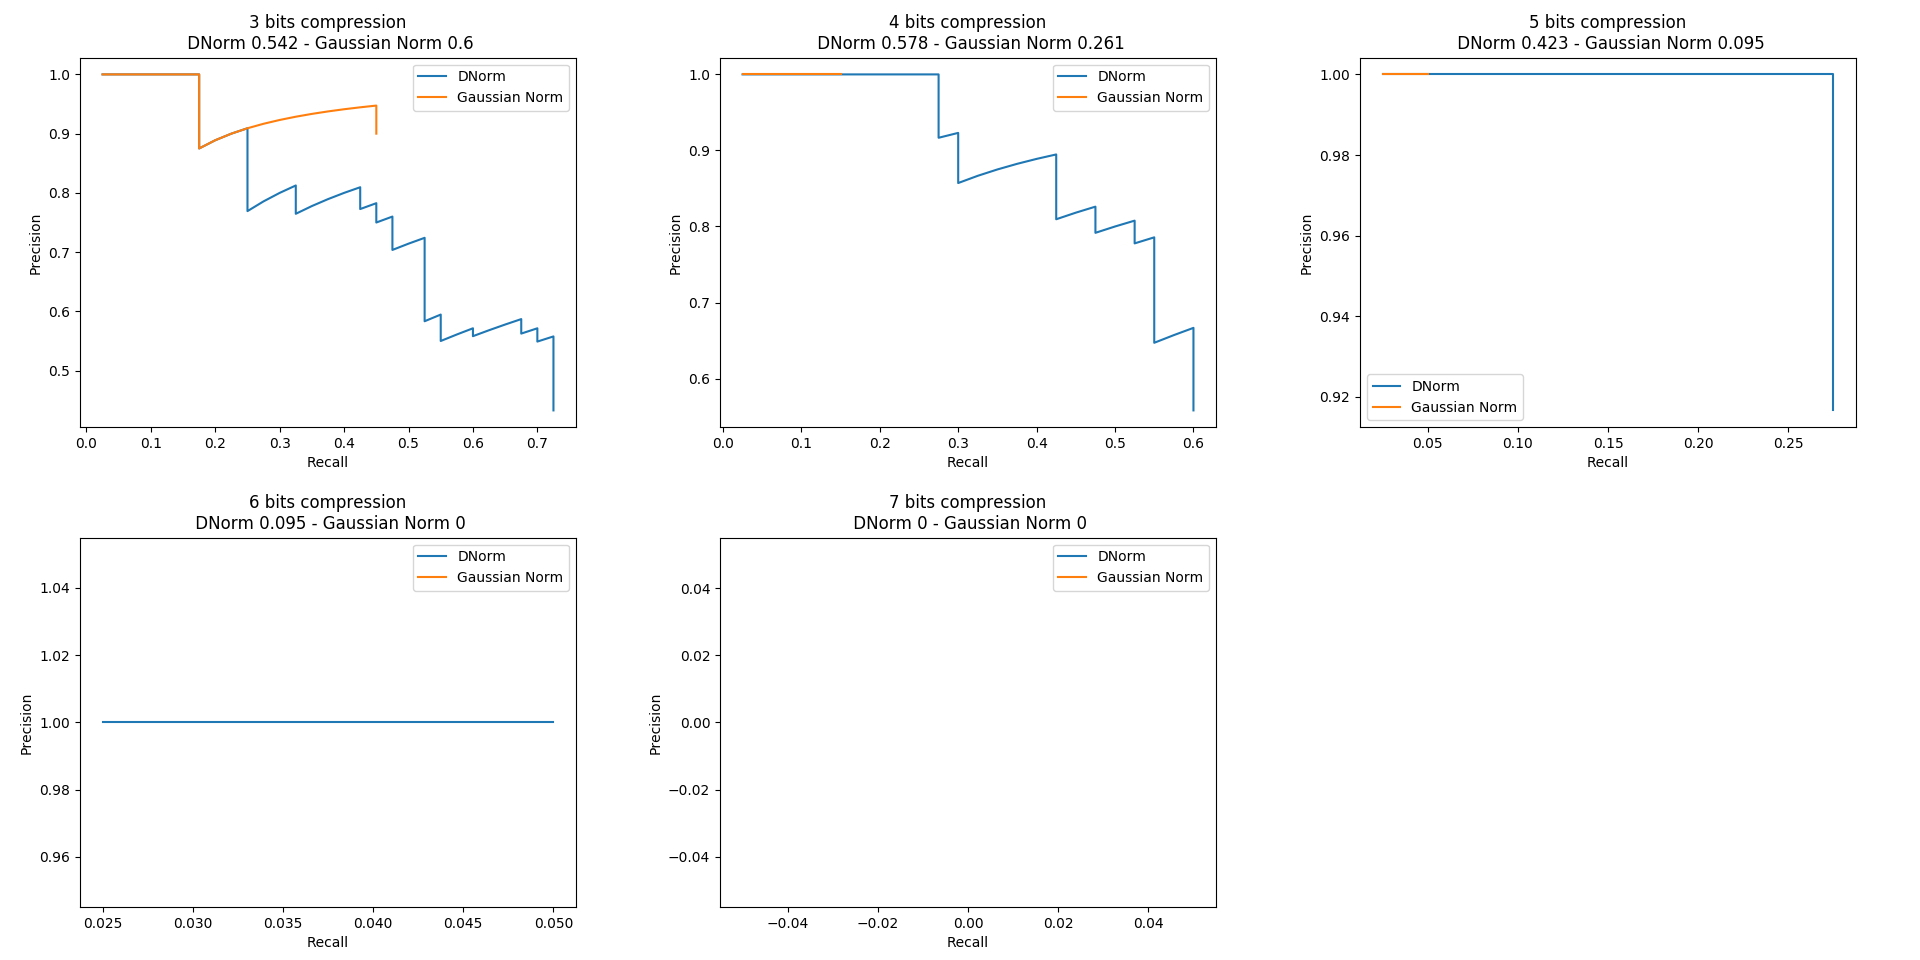 3 bits compression
DNorm 0.542 - Gaussian Norm 0.6
1.0
0.9
0.8
0.7
0.6
0.5
Precision
DNorm
Gaussian Norm
0.0 0.1 0.2 0.3 0.4 0.5 0.6 0.7
Recall
4 bits compression
DNorm 0.578 - Gaussian Norm 0.261
1.0
0.9
0.8
0.7
0.6
Precision
DNorm
Gaussian Norm
0.0 0.1 0.2 0.3 0.4 0.5 0.6
Recall
5 bits compression
DNorm 0.423 - Gaussian Norm 0.095
1.00
0.98
0.96
0.94
0.92
Precision
DNorm
Gaussian Norm
0.05 0.10 0.15 0.20 0.25
Recall
6 bits compression
DNorm 0.095 - Gaussian Norm 0
1.04
1.02
1.00
0.98
0.96
Precision
DNorm
Gaussian Norm
0.025 0.030 0.035 0.040 0.045 0.050
Recall
7 bits compression
DNorm 0 - Gaussian Norm 0
0.04
0.02
0.00
−0.02
−0.04
Precision
DNorm
Gaussian Norm
−0.04 −0.02 0.00 0.02 0.04
Recall